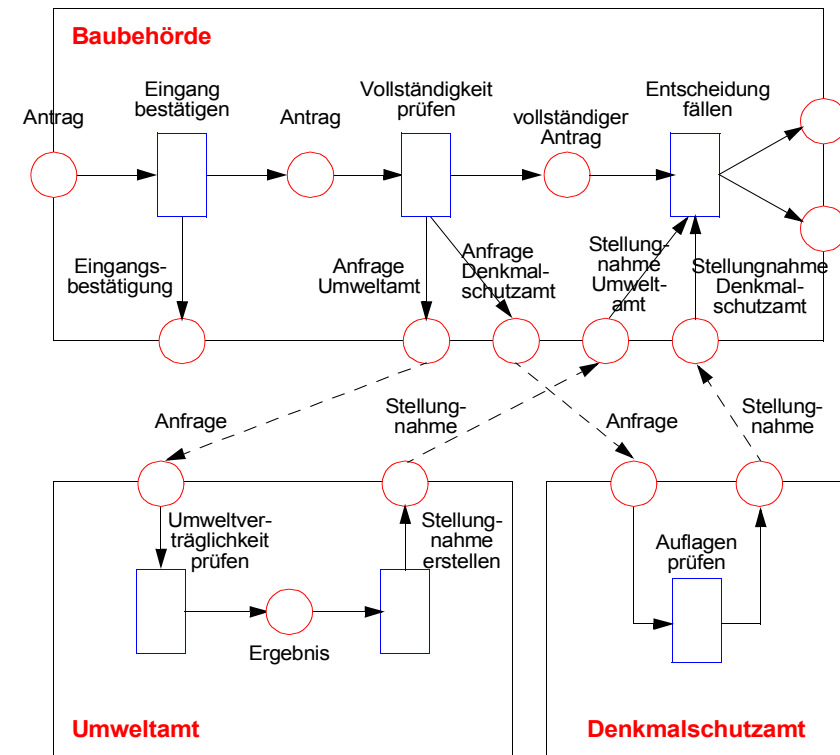 Baubehörde
Eingang
bestätigen
Vollständigkeit
prüfen
Entscheidung
fällen
Antrag
Antrag
vollständiger
Antrag
Eingangs-
bestätigung
Anfrage
Umweltamt
Anfrage
Denkmal-
schutzamt
Stellung-
nahme
Umwelt-
amt
Stellungnahme
Denkmal-
schutzamt
Anfrage
Stellung-
nahme
Anfrage
Stellung-
nahme
Umweltver-
träglichkeit
prüfen
Stellung-
nahme
erstellen
Ergebnis
Auflagen
prüfen
Umweltamt
Denkmalschutzamt